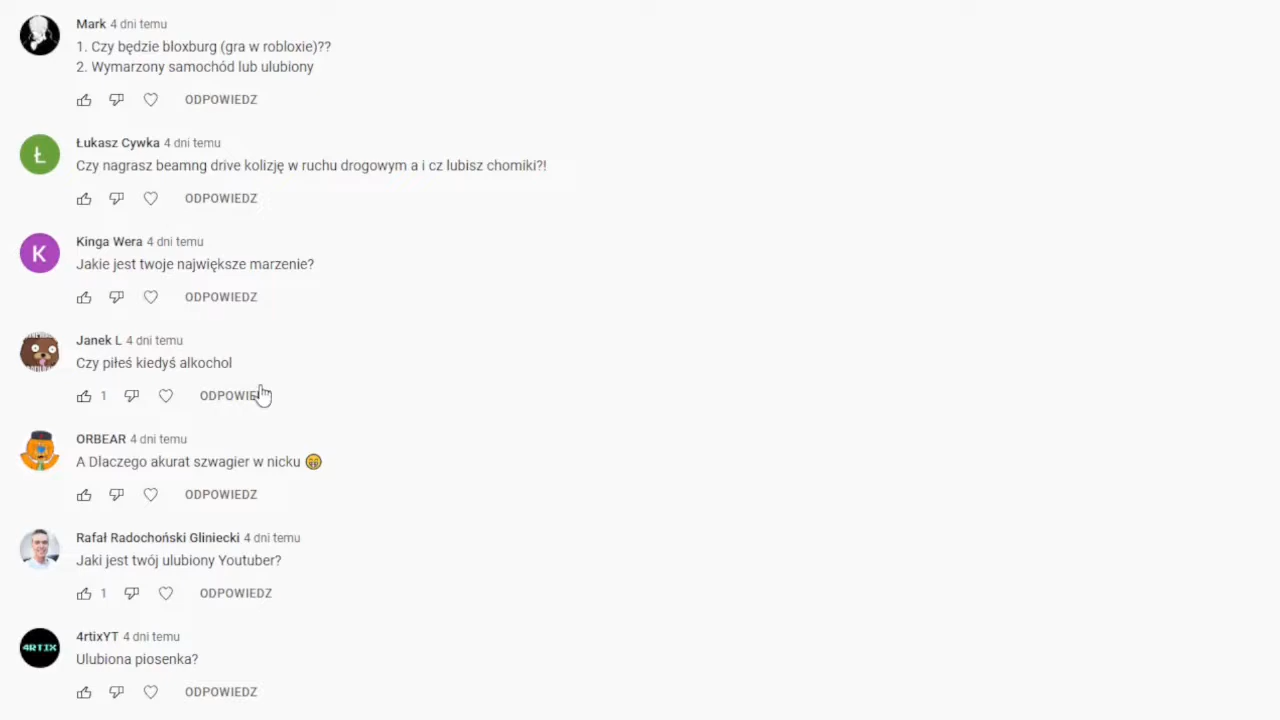 Mark 4 dni temu
1. Czy będzie bloxburg (gra w robloxie)??
2. Wymarzony samochód lub ulubiony
ODPOWIEDZ
Ł
Łukasz Cywka 4 dni temu
Czy nagrasz beamng drive kolizję w ruchu drogowym a i cz lubisz chomiki?!
ODPOWIEDZ
K
Kinga Wera 4 dni temu
Jakie jest twoje największe marzenie?
ODPOWIEDZ
Janek L 4 dni temu
Czy piłeś kiedyś alkochol
1 ODPOWIE
ORBEAR 4 dni temu
A Dlaczego akurat szwagier w nicku 😁
ODPOWIEDZ
Rafał Radochoński Gliniecki 4 dni temu
Jaki jest twój ulubiony Youtuber?
1 ODPOWIEDZ
4RTIX
4rtixYT 4 dni temu
Ulubiona piosenka?
ODPOWIEDZ